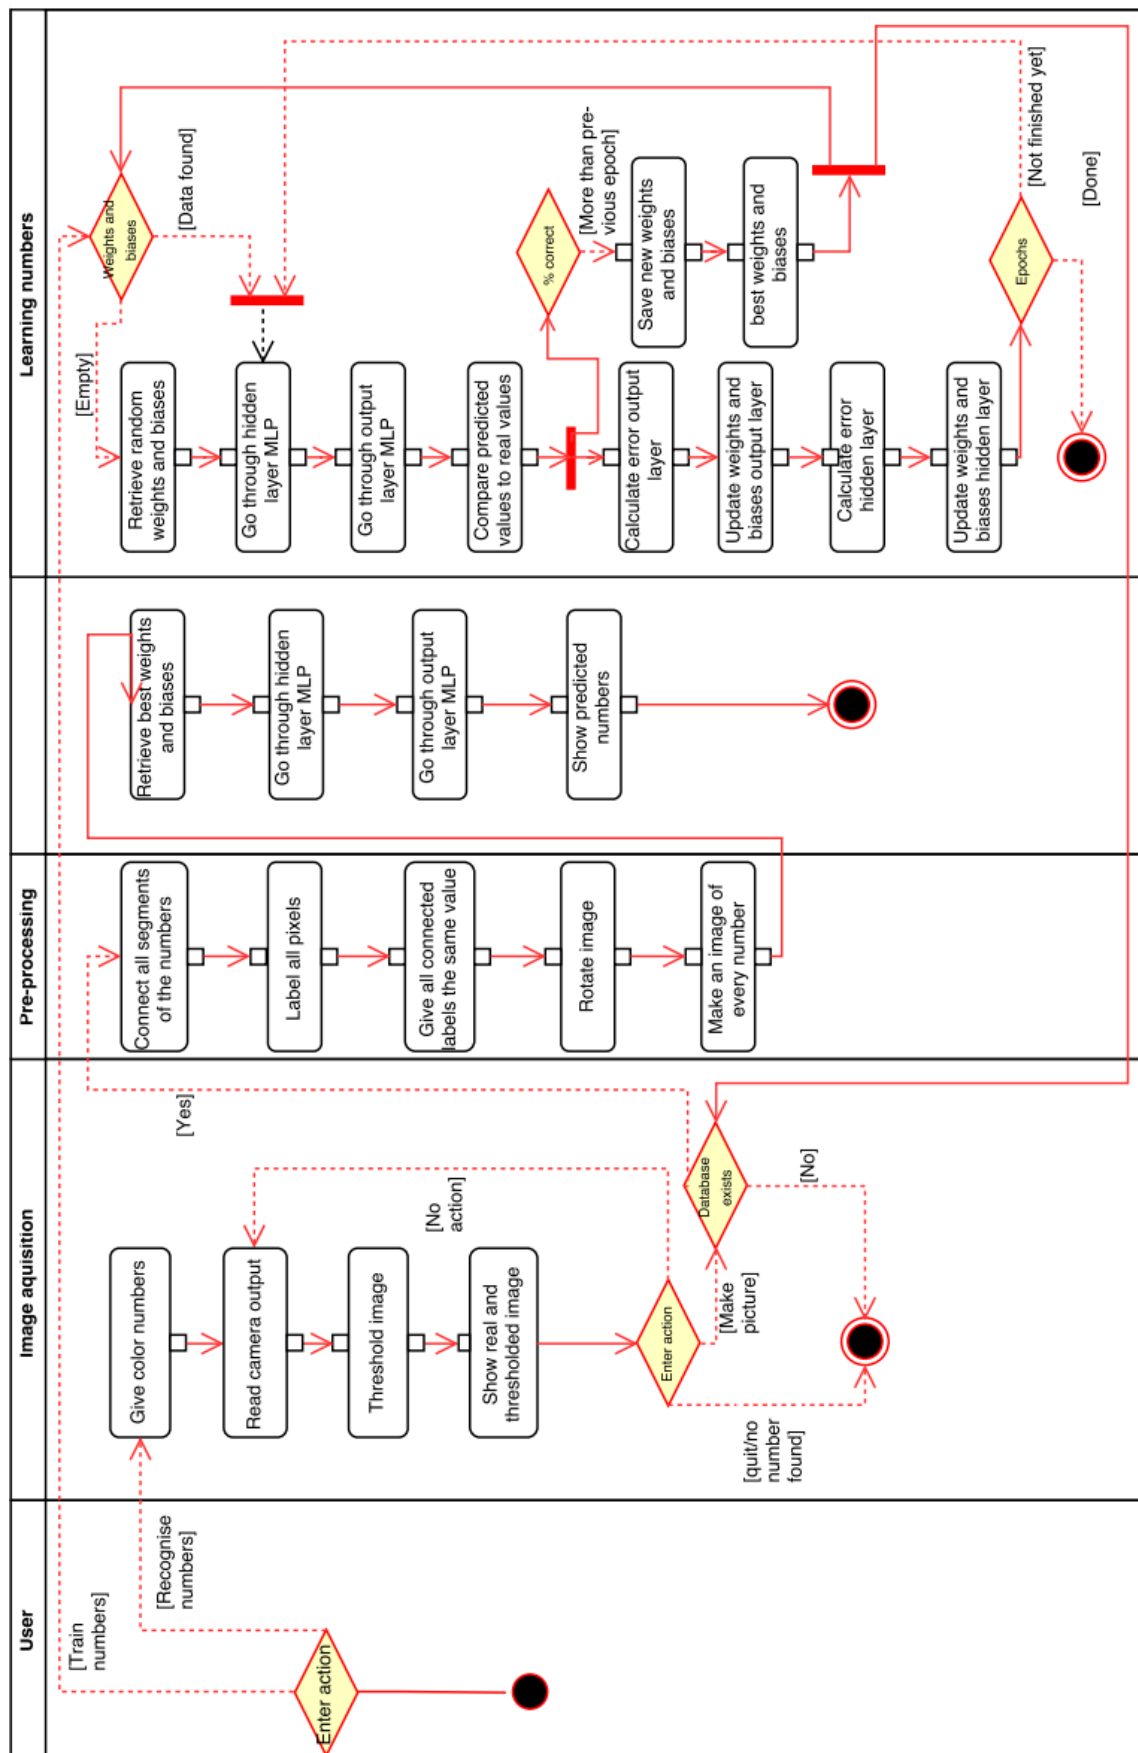 User
Image aquisition
Pre-processing
Learning numbers
Enter action
[Train
numbers]
[Recognise
numbers]
Give color numbers
Read camera output
Threshold image
Show real and
thresholded image
[No
action]
Enter action
[quit/no
number
found]
[Make
picture]
Database
exists
[Yes]
[No]
Connect all segments
of the numbers
Label all pixels
Give all connected
labels the same value
Rotate image
Make an image of
every number
Retrieve best weights
and biases
Go through hidden
layer MLP
Go through output
layer MLP
Show predicted
numbers
Weights and
biases
[Empty]
[Data found]
Retrieve random
weights and biases
Go through hidden
layer MLP
Go through output
layer MLP
Compare predicted
values to real values
% correct
[More than pre-
vious epoch]
Save new weights
and biases
best weights and
biases
Calculate error output
layer
Update weights and
biases output layer
Calculate error
hidden layer
Update weights and
biases hidden layer
Epochs
[Not finished yet]
[Done]